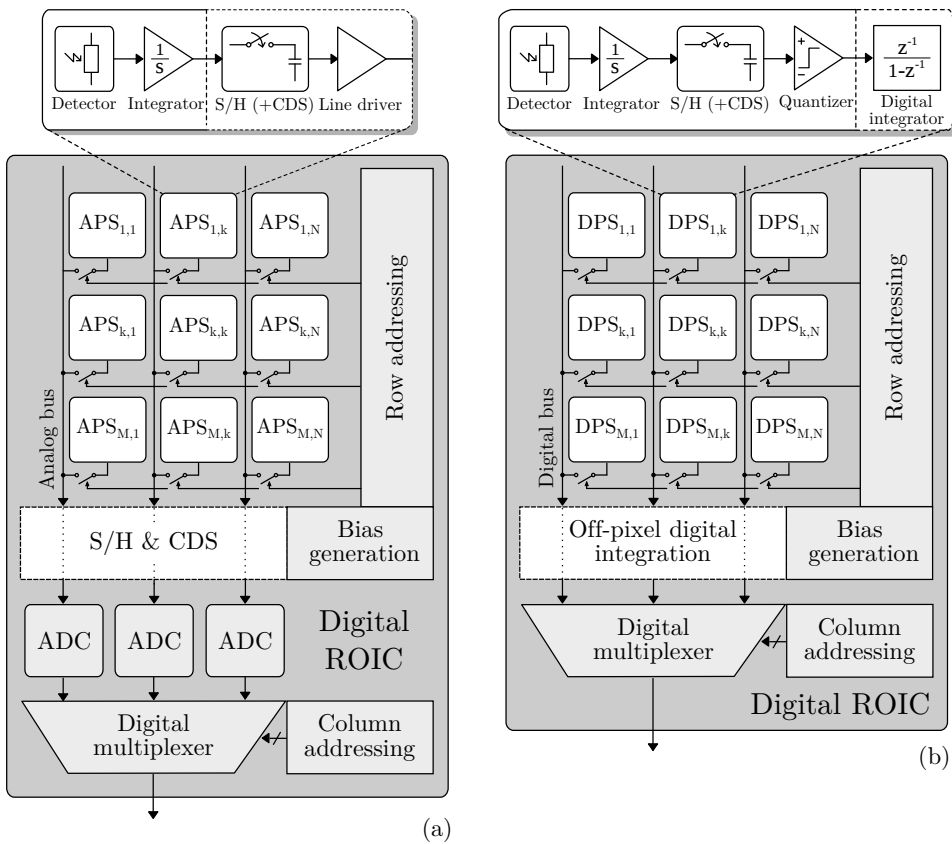 1
s
Detector
Integrator
S/H (+CDS)
Line driver
APS1,1
APS1,k
APS1,N
APSk,1
APSk,k
APSk,N
APSM,1
APSM,k
APSM,N
Row addressing
Analog bus
S/H & CDS
Bias
generation
ADC
ADC
ADC
Digital
ROIC
Digital
multiplexer
Column
addressing
(a)
1
s
+
−
z-1
1-z-1
Detector
Integrator
S/H (+CDS)
Quantizer
Digital
integrator
DPS1,1
DPS1,k
DPS1,N
DPSk,1
DPSk,k
DPSk,N
DPSM,1
DPSM,k
DPSM,N
Row addressing
Digital bus
Off-pixel digital
integration
Bias
generation
Digital
multiplexer
Column
addressing
Digital ROIC
(b)